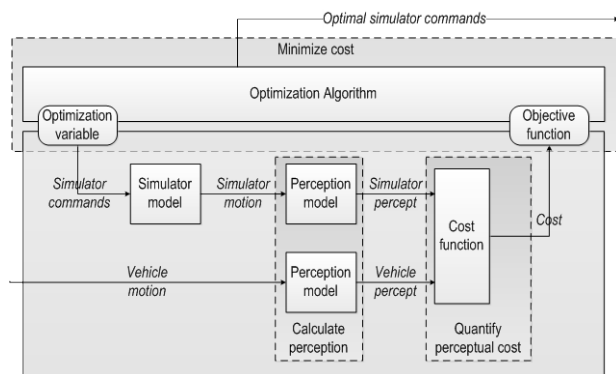 Optimal simulator commands
Minimize cost
Optimization Algorithm
Optimization
variable
Objective
function
Simulator
commands
Simulator
model
Simulator
motion
Perception
model
Simulator
percept
Cost
function
Cost
Vehicle
motion
Perception
model
Vehicle
percept
Calculate
perception
Quantify
perceptual cost